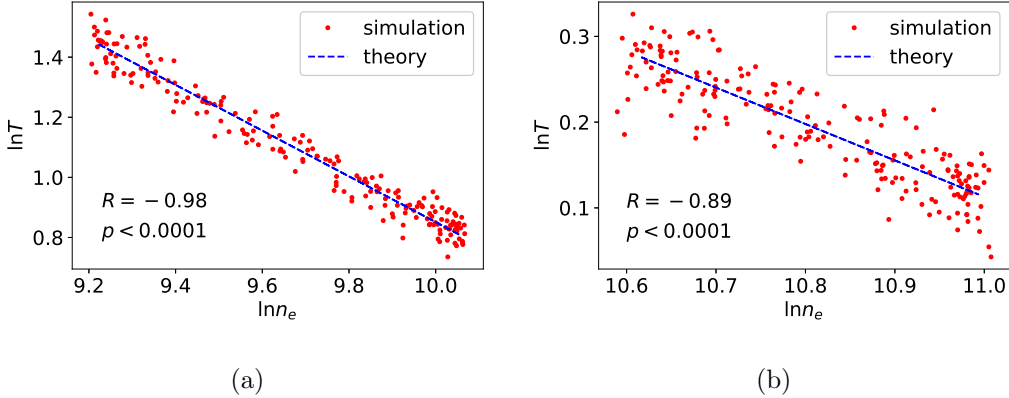 simulation
theory
lnT
1.4
1.2
1.0
0.8
R = −0.98
p < 0.0001
9.2 9.4 9.6 9.8 10.0
lnn_e
(a)
simulation
theory
lnT
0.3
0.2
0.1
R = −0.89
p < 0.0001
10.6 10.7 10.8 10.9 11.0
lnn_e
(b)